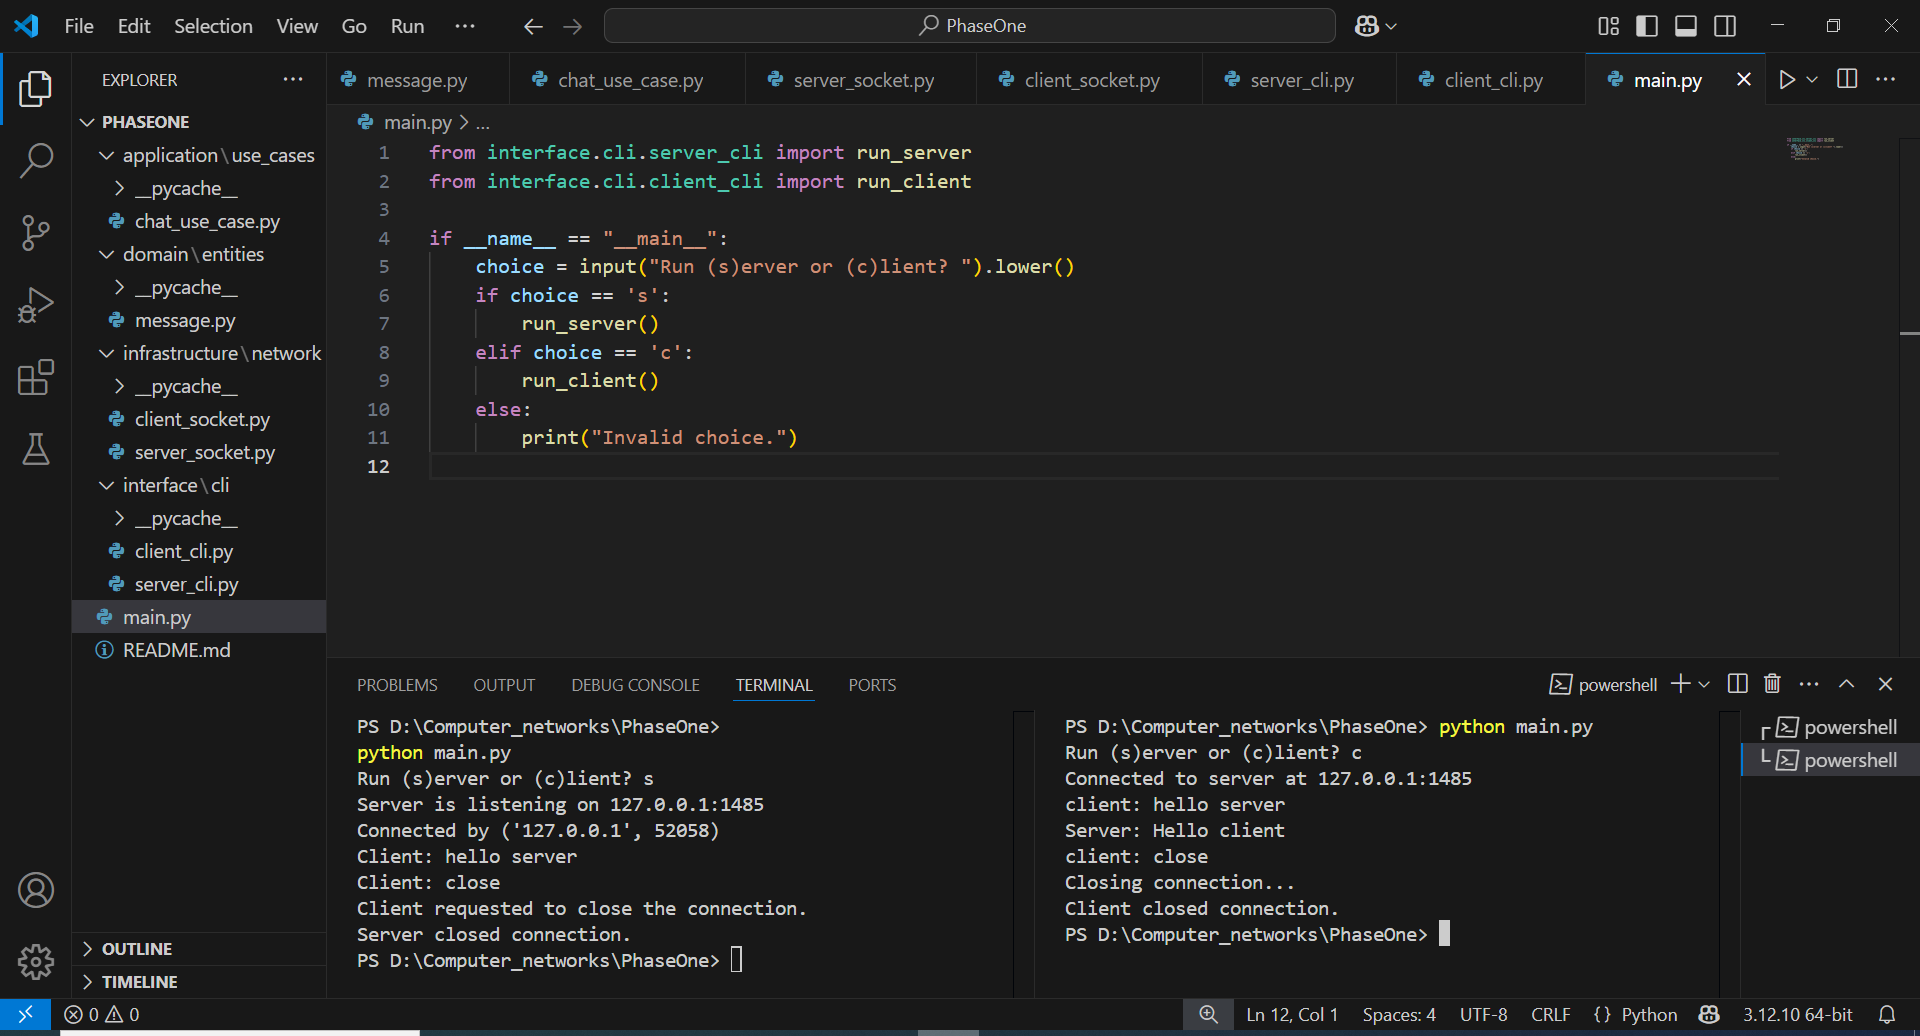 File Edit Selection View Go Run ···
PhaseOne
EXPLORER ···
PHASEONE
application\use_cases
__pycache__
chat_use_case.py
domain\entities
__pycache__
message.py
infrastructure\network
__pycache__
client_socket.py
server_socket.py
interface\cli
__pycache__
client_cli.py
server_cli.py
main.py
README.md
OUTLINE
TIMELINE
message.py chat_use_case.py server_socket.py client_socket.py server_cli.py client_cli.py main.py
main.py > ...
1 from interface.cli.server_cli import run_server
2 from interface.cli.client_cli import run_client
3
4 if __name__ == "__main__":
5     choice = input("Run (s)erver or (c)lient? ").lower()
6     if choice == 's':
7         run_server()
8     elif choice == 'c':
9         run_client()
10     else:
11         print("Invalid choice.")
12
PROBLEMS OUTPUT DEBUG CONSOLE TERMINAL PORTS
powershell
PS D:\Computer_networks\PhaseOne>
python main.py
Run (s)erver or (c)lient? s
Server is listening on 127.0.0.1:1485
Connected by ('127.0.0.1', 52058)
Client: hello server
Client: close
Client requested to close the connection.
Server closed connection.
PS D:\Computer_networks\PhaseOne>
PS D:\Computer_networks\PhaseOne> python main.py
Run (s)erver or (c)lient? c
Connected to server at 127.0.0.1:1485
client: hello server
Server: Hello client
client: close
Closing connection...
Client closed connection.
PS D:\Computer_networks\PhaseOne>
powershell
powershell
0 0
Ln 12, Col 1 Spaces: 4 UTF-8 CRLF { } Python 3.12.10 64-bit